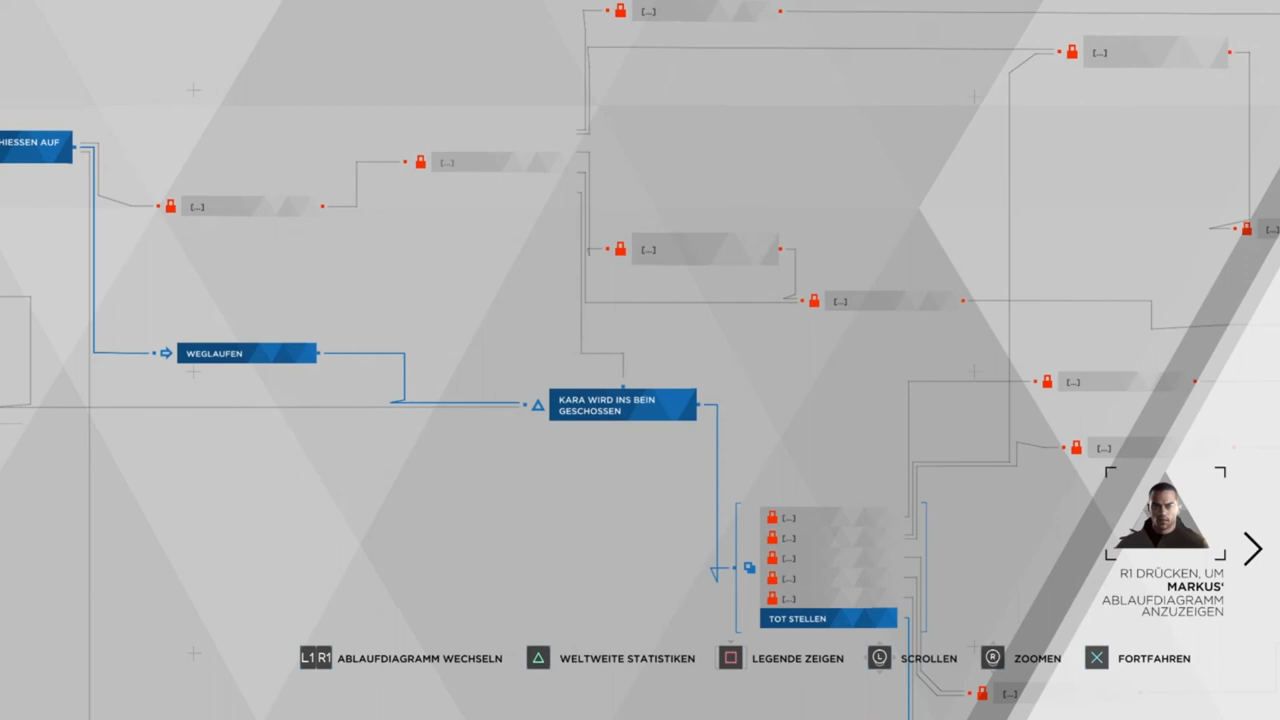 [...]
[...]
HIESSEN AUF
[...]
[...]
[...]
[...]
[...]
WEGLAUFEN
[...]
KARA WIRD INS BEIN
GESCHOSSEN
[...]
[...]
[...]
[...]
[...]
[...]
TOT STELLEN
R1 DRÜCKEN, UM
MARKUS'
ABLAUFDIAGRAMM
ANZUZEIGEN
L1 R1 ABLAUFDIAGRAMM WECHSELN
WELTWEITE STATISTIKEN
LEGENDE ZEIGEN
L SCROLLEN
R ZOOMEN
FORTFAHREN
[...]